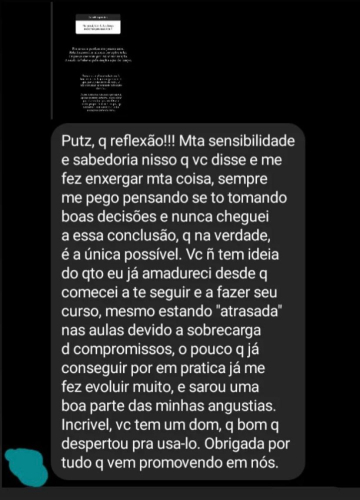 Putz, q reflexão!!! Mta sensibilidade
e sabedoria nisso q vc disse e me
fez enxergar mta coisa, sempre
me pego pensando se to tomando
boas decisões e nunca cheguei
a essa conclusão, q na verdade,
é a única possível. Vc ñ tem ideia
do qto eu já amadureci desde q
comecei a te seguir e a fazer seu
curso, mesmo estando "atrasada"
nas aulas devido a sobrecarga
d compromissos, o pouco q já
conseguir por em pratica já me
fez evoluir muito, e sarou uma
boa parte das minhas angustias.
Incrivel, vc tem um dom, q bom q
despertou pra usa-lo. Obrigada por
tudo q vem promovendo em nós.